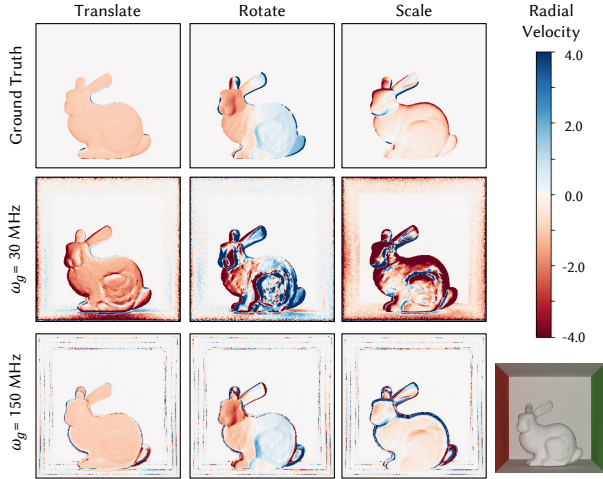 Translate
Rotate
Scale
Radial
Velocity
Ground Truth
4.0
2.0
0.0
-2.0
-4.0
ω_g = 30 MHz
ω_g = 150 MHz